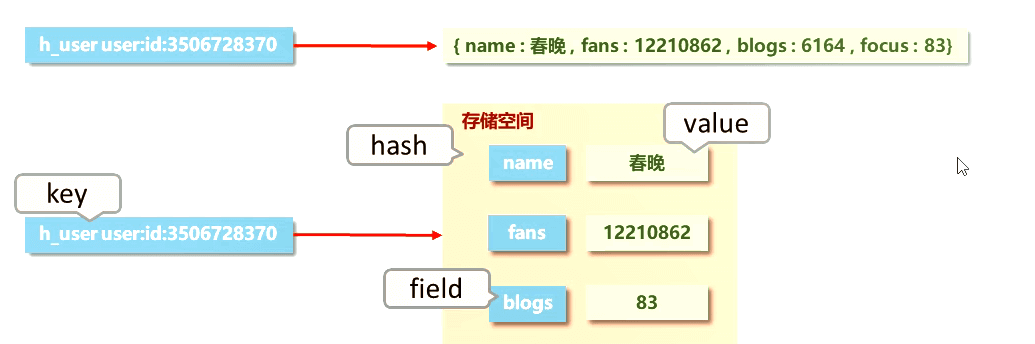 h_user user:id:3506728370
{ name : 春晚 , fans : 12210862 , blogs : 6164 , focus : 83}
存储空间
value
hash
name
春晚
key
h_user user:id:3506728370
fans
12210862
field
blogs
83